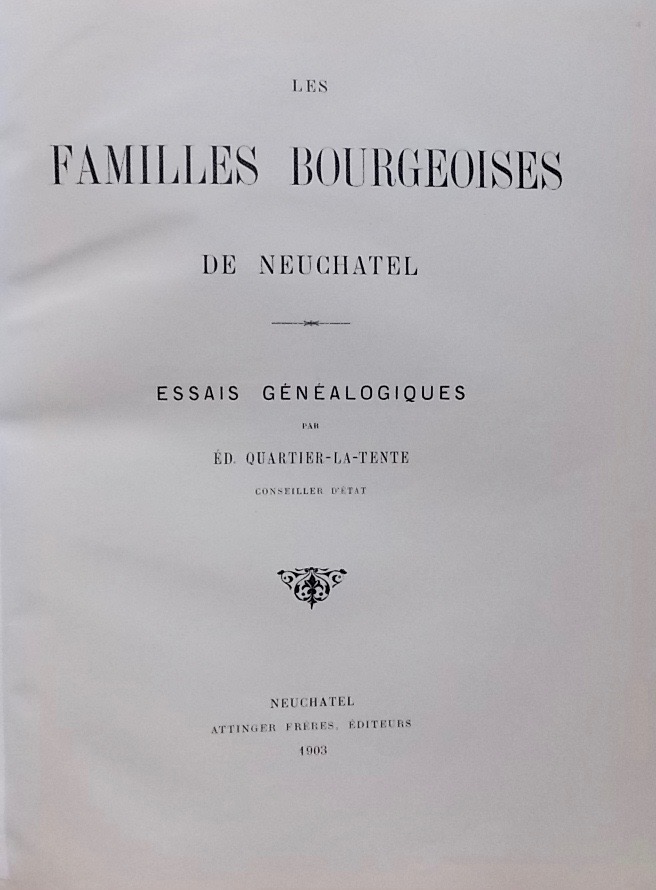 LES
FAMILLES BOURGEOISES
DE NEUCHATEL
ESSAIS GÉNÉALOGIQUES
PAR
ÉD. QUARTIER-LA-TENTE
CONSEILLER D'ÉTAT
NEUCHATEL
ATTINGER FRÈRES, ÉDITEURS
1903